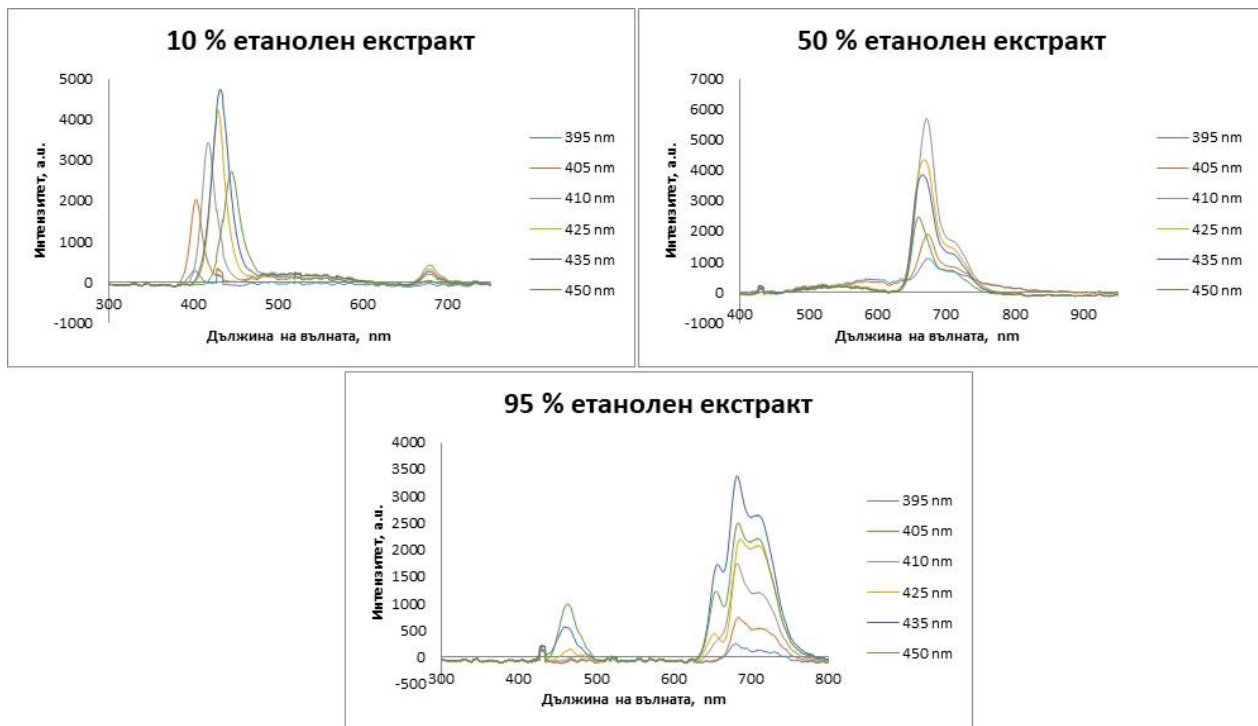 10 % етанолен екстракт
5000
4000
3000
2000
1000
0
-1000
300
400
500
600
700
Интензитет, a.u.
Дължина на вълната, nm
395 nm
405 nm
410 nm
425 nm
435 nm
450 nm
50 % етанолен екстракт
7000
6000
5000
4000
3000
2000
1000
0
-1000
400
500
600
700
800
900
Интензитет, a.u.
Дължина на вълната, nm
395 nm
405 nm
410 nm
425 nm
435 nm
450 nm
95 % етанолен екстракт
4000
3500
3000
2500
2000
1500
1000
500
0
-500
300
400
500
600
700
800
Интензитет, a.u.
Дължина на вълната, nm
395 nm
405 nm
410 nm
425 nm
435 nm
450 nm